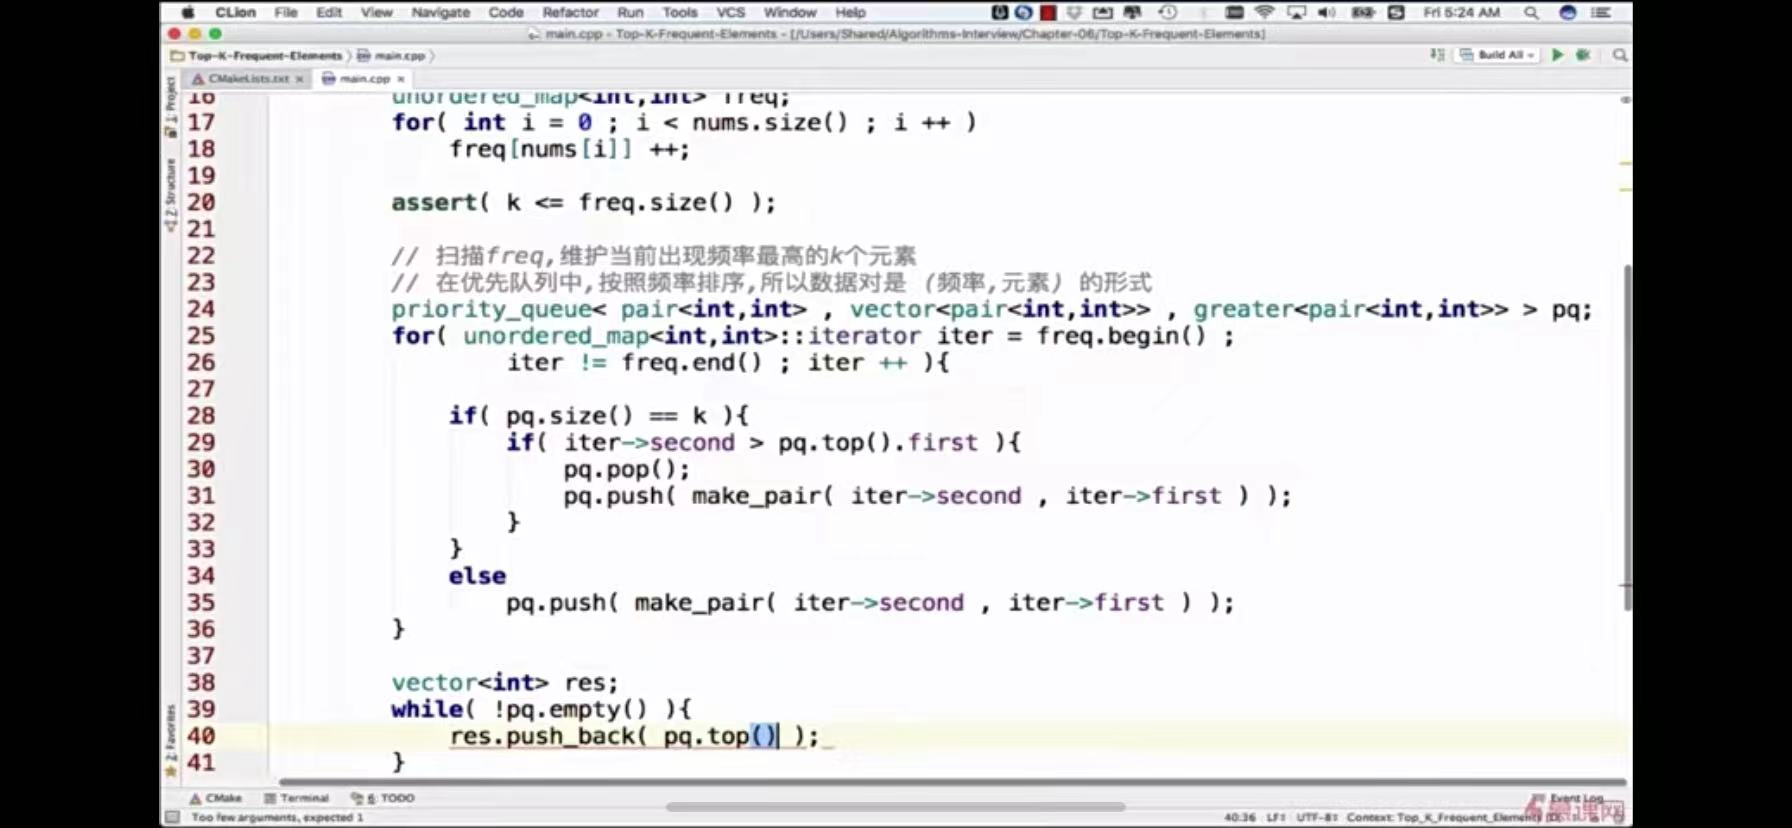 CLion File Edit View Navigate Code Refactor Run Tools VCS Window Help Fri 5:24 AM
main.cpp - Top-K-Frequent-Elements - [/Users/Shared/Algorithms-Interview/Chapter-06/Top-K-Frequent-Elements]
Top-K-Frequent-Elements main.cpp Build All
1: Project CMakeLists.txt main.cpp
16 unordered_map<int,int> freq;
17 for( int i = 0 ; i < nums.size() ; i ++ )
18 freq[nums[i]] ++;
19
20 assert( k <= freq.size() );
21
22 // 扫描freq,维护当前出现频率最高的k个元素
23 // 在优先队列中,按照频率排序,所以数据对是 (频率,元素) 的形式
24 priority_queue< pair<int,int> , vector<pair<int,int>> , greater<pair<int,int>> > pq;
25 for( unordered_map<int,int>::iterator iter = freq.begin() ;
26 iter != freq.end() ; iter ++ ){
27
28 if( pq.size() == k ){
29 if( iter->second > pq.top().first ){
30 pq.pop();
31 pq.push( make_pair( iter->second , iter->first ) );
32 }
33 }
34 else
35 pq.push( make_pair( iter->second , iter->first ) );
36 }
37
38 vector<int> res;
39 while( !pq.empty() ){
40 res.push_back( pq.top() );
41 }
Z: Structure
2: Favorites
CMake Terminal 6: TODO Event Log
Too few arguments, expected 1 40:36 LF÷ UTF-8÷ Context: Top_K_Frequent_Elements
慕课网